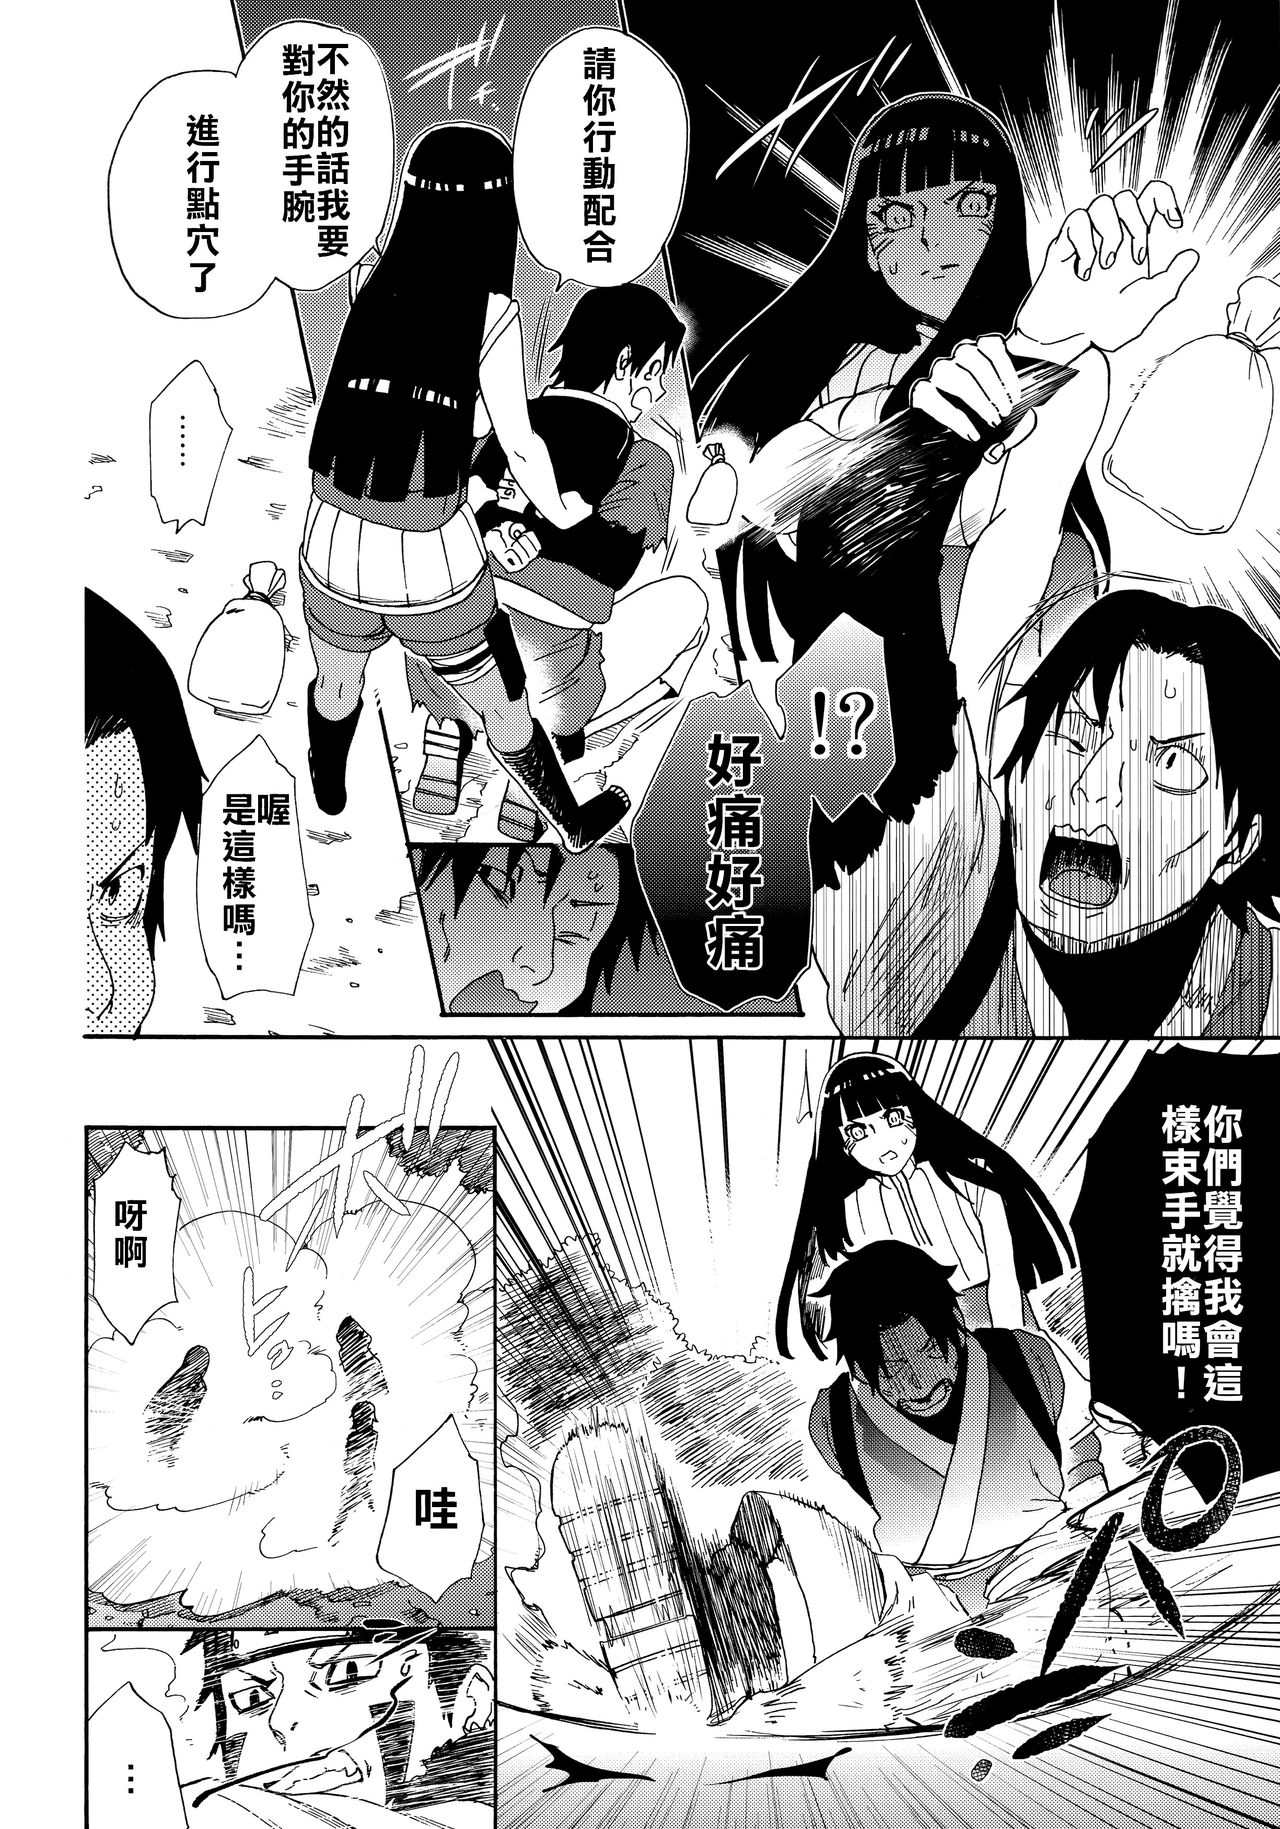 !?
好痛好痛
請你行動配合
不然的話我要
對你的手腕
進行點穴了
……
喔
是這樣嗎…
你們覺得我會這
樣束手就擒嗎！
パン
呀啊
哇
…